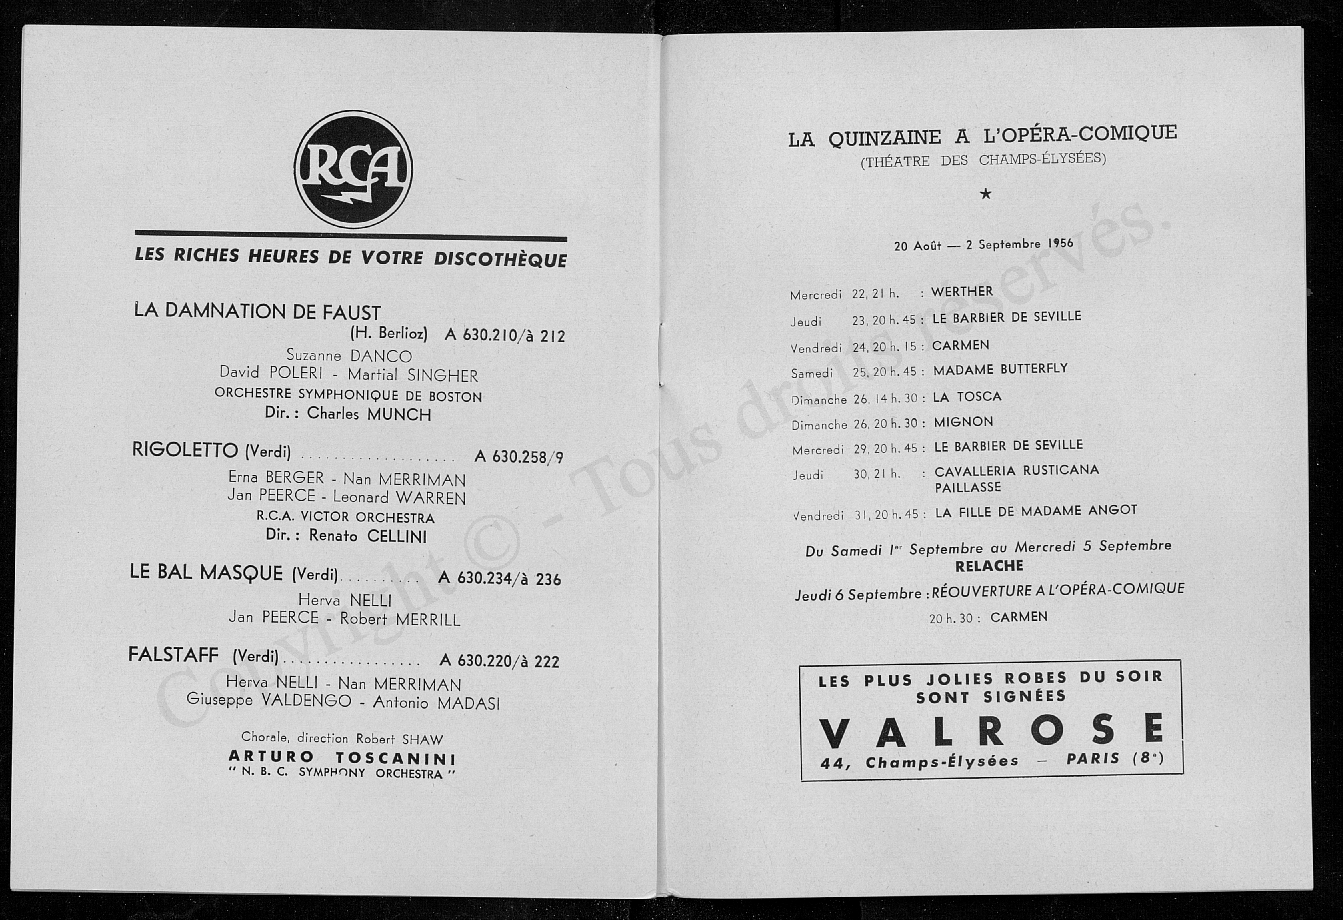 RCA
LES RICHES HEURES DE VOTRE DISCOTHÈQUE
LA DAMNATION DE FAUST
(H. Berlioz) A 630.210/à 212
Suzanne DANCO
David POLERI - Martial SINGHER
ORCHESTRE SYMPHONIQUE DE BOSTON
Dir. : Charles MUNCH
RIGOLETTO (Verdi) ................... A 630.258/9
Erna BERGER - Nan MERRIMAN
Jan PEERCE - Leonard WARREN
R.C.A. VICTOR ORCHESTRA
Dir. : Renato CELLINI
LE BAL MASQUE (Verdi).......... A 630.234/à 236
Herva NELLI
Jan PEERCE - Robert MERRILL
FALSTAFF (Verdi)................. A 630.220/à 222
Herva NELLI - Nan MERRIMAN
Giuseppe VALDENGO - Antonio MADASI
Chorale, direction Robert SHAW
ARTURO TOSCANINI
" N. B. C. SYMPHONY ORCHESTRA "
LA QUINZAINE A L'OPÉRA-COMIQUE
(THÉATRE DES CHAMPS-ÉLYSÉES)
★
20 Août — 2 Septembre 1956
Mercredi 22, 21 h. : WERTHER
Jeudi 23, 20 h. 45 : LE BARBIER DE SEVILLE
Vendredi 24, 20 h. 15 : CARMEN
Samedi 25, 20 h. 45 : MADAME BUTTERFLY
Dimanche 26, 14 h. 30 : LA TOSCA
Dimanche 26, 20 h. 30 : MIGNON
Mercredi 29, 20 h. 45 : LE BARBIER DE SEVILLE
Jeudi 30, 21 h. : CAVALLERIA RUSTICANA
PAILLASSE
Vendredi 31, 20 h. 45 : LA FILLE DE MADAME ANGOT
Du Samedi 1er Septembre au Mercredi 5 Septembre
RELACHE
Jeudi 6 Septembre : RÉOUVERTURE A L'OPÉRA-COMIQUE
20 h. 30 : CARMEN
LES PLUS JOLIES ROBES DU SOIR
SONT SIGNÉES
VALROSE
44, Champs-Élysées — PARIS (8e)
Copyright © - Tous droits réservés.